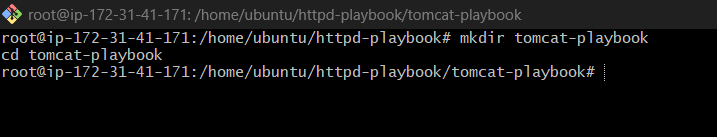 root@ip-172-31-41-171: /home/ubuntu/httpd-playbook/tomcat-playbook
root@ip-172-31-41-171:/home/ubuntu/httpd-playbook# mkdir tomcat-playbook
cd tomcat-playbook
root@ip-172-31-41-171:/home/ubuntu/httpd-playbook/tomcat-playbook#